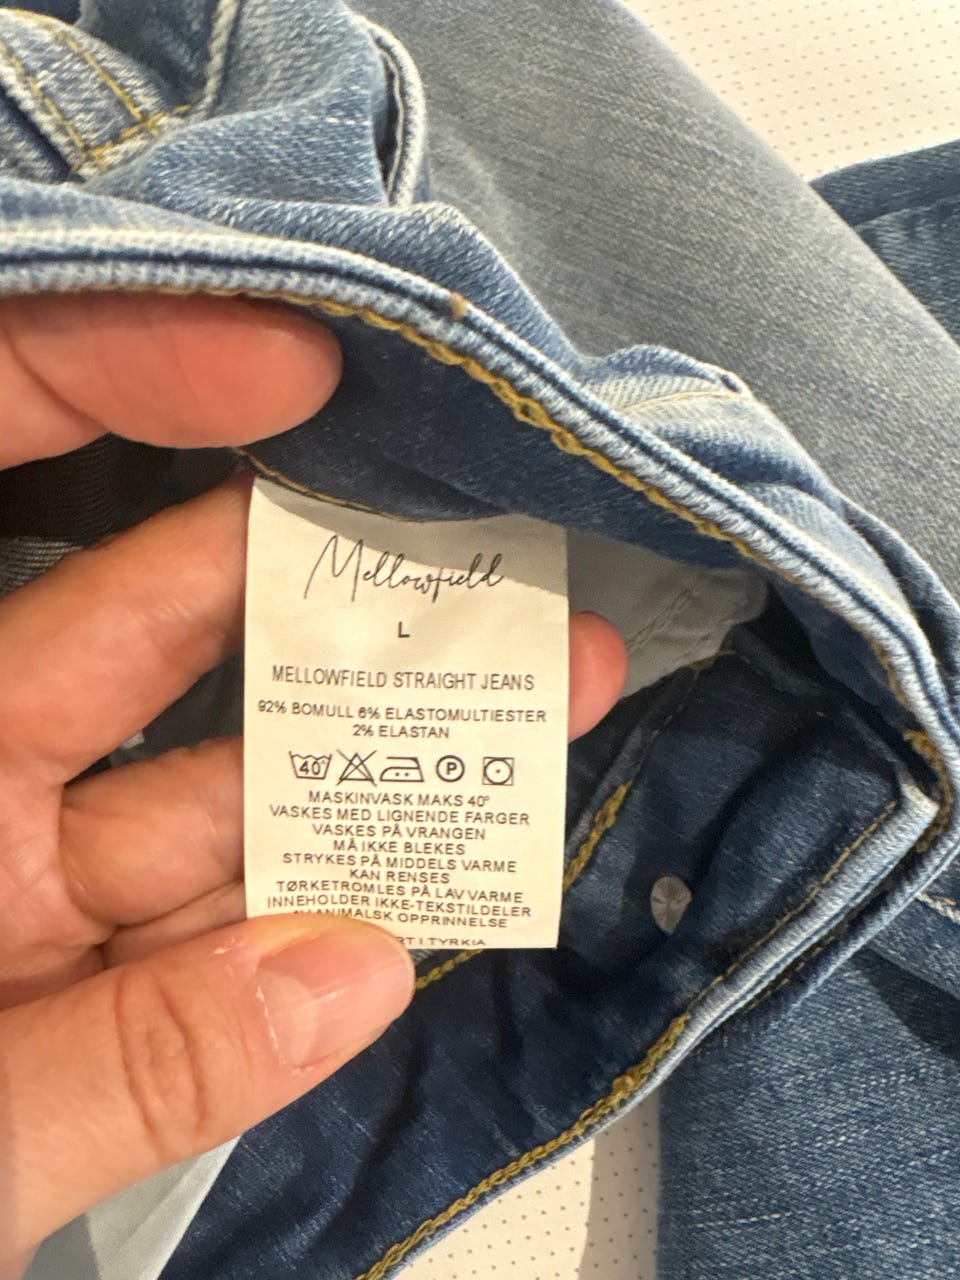 Mellowfield
L
MELLOWFIELD STRAIGHT JEANS
92% BOMULL 6% ELASTOMULTIESTER
2% ELASTAN
40° P
MASKINVASK MAKS 40°
VASKES MED LIGNENDE FARGER
VASKES PÅ VRANGEN
MÅ IKKE BLEKES
STRYKES PÅ MIDDELS VARME
KAN RENSES
TØRKETROMLES PÅ LAV VARME
INNEHOLDER IKKE-TEKSTILDELER
AV ANIMALSK OPPRINNELSE
I TYRKIA